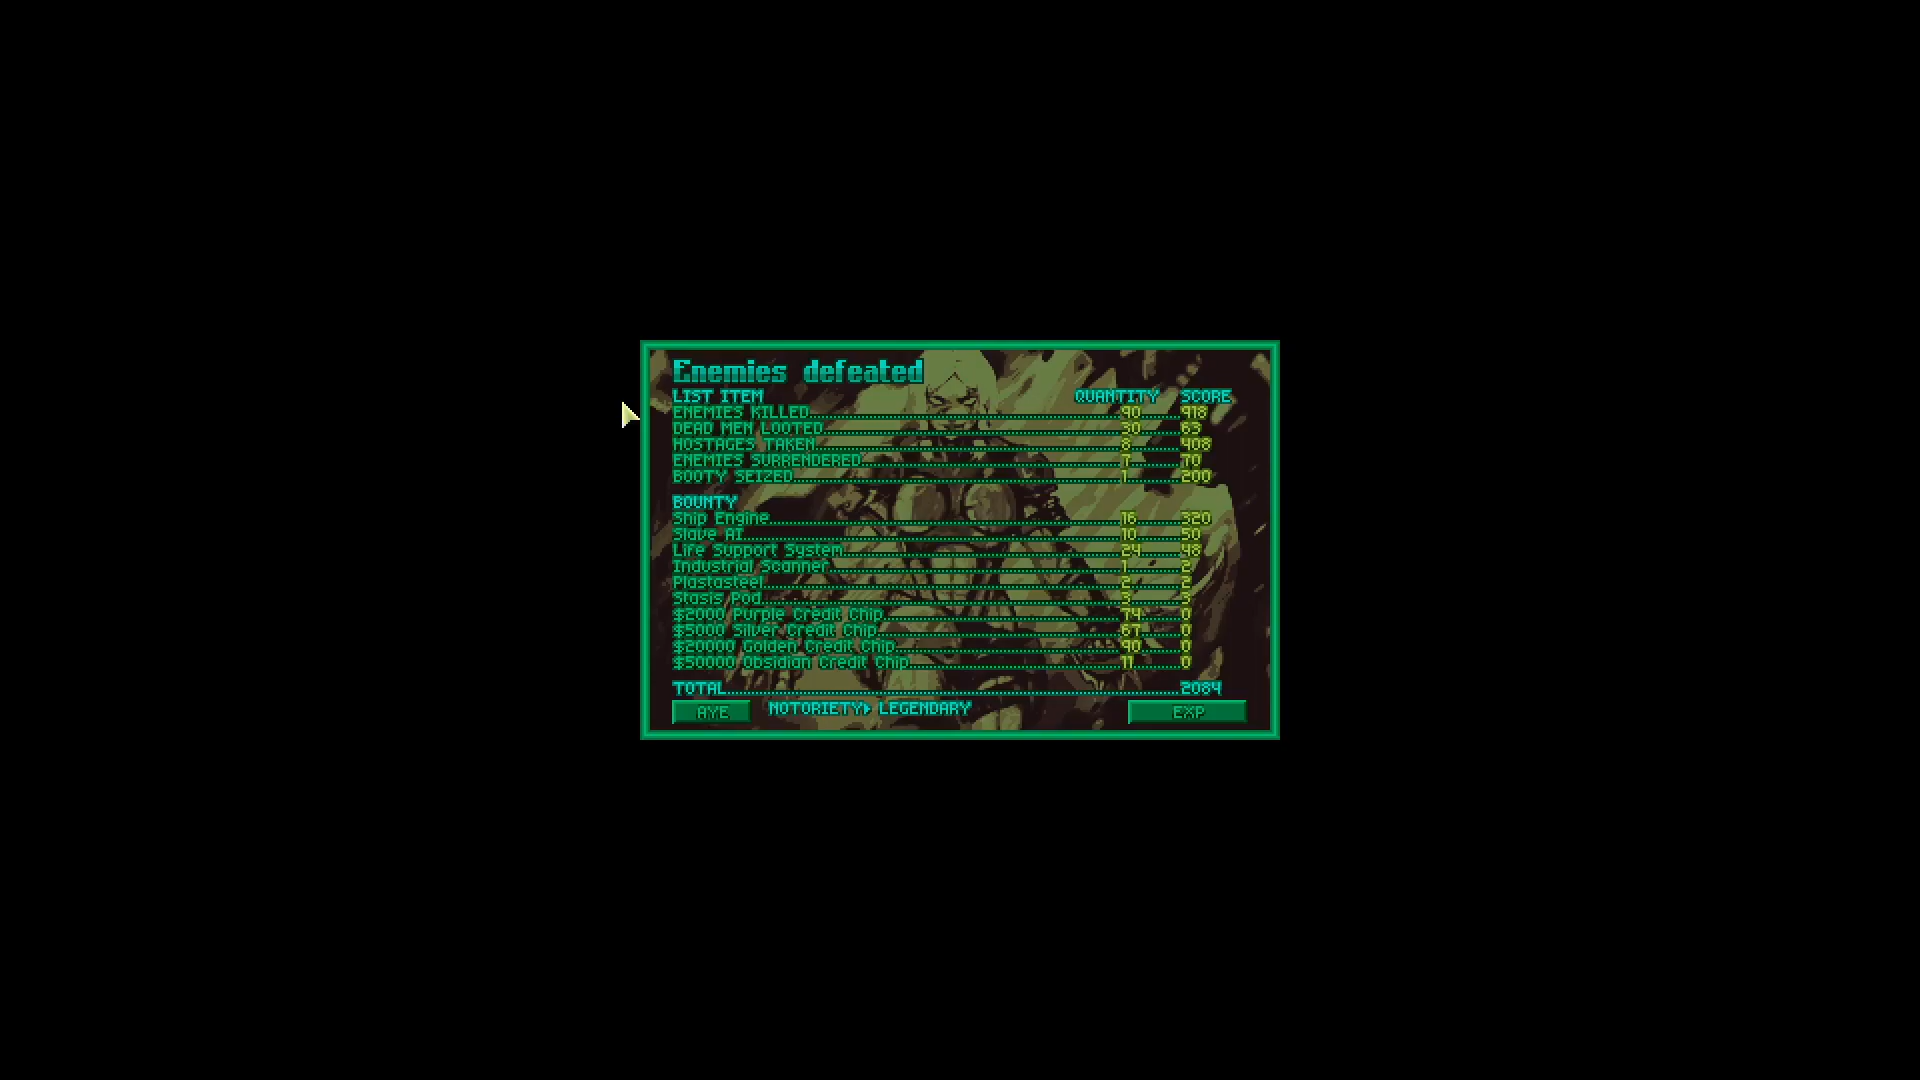 Enemies defeated
LIST ITEM QUANTITY SCORE
ENEMIES KILLED 90 918
DEAD MEN LOOTED 30 63
HOSTAGES TAKEN 8 408
ENEMIES SURRENDERED 7 70
BOOTY SEIZED 1 200
BOUNTY
Ship Engine 16 320
Slave AI 10 50
Life Support System 24 48
Industrial Scanner 1 2
Plastasteel 2 2
Stasis Pod 3 3
$2000 Purple Credit Chip 74 0
$5000 Silver Credit Chip 67 0
$20000 Golden Credit Chip 90 0
$50000 Obsidian Credit Chip 11 0
TOTAL 2084
AYE NOTORIETY▶ LEGENDARY EXP